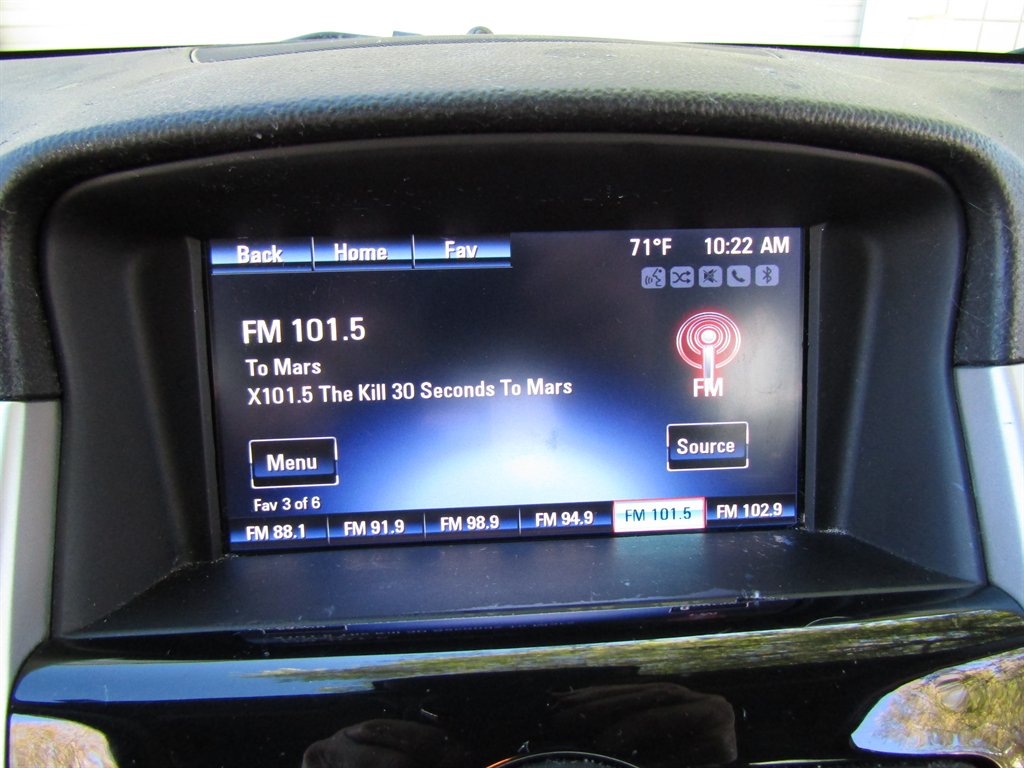 Back Home Fav 71°F 10:22 AM
FM 101.5
To Mars
X101.5 The Kill 30 Seconds To Mars
FM
Menu Source
Fav 3 of 6
FM 88.1 FM 91.9 FM 98.9 FM 94.9 FM 101.5 FM 102.9